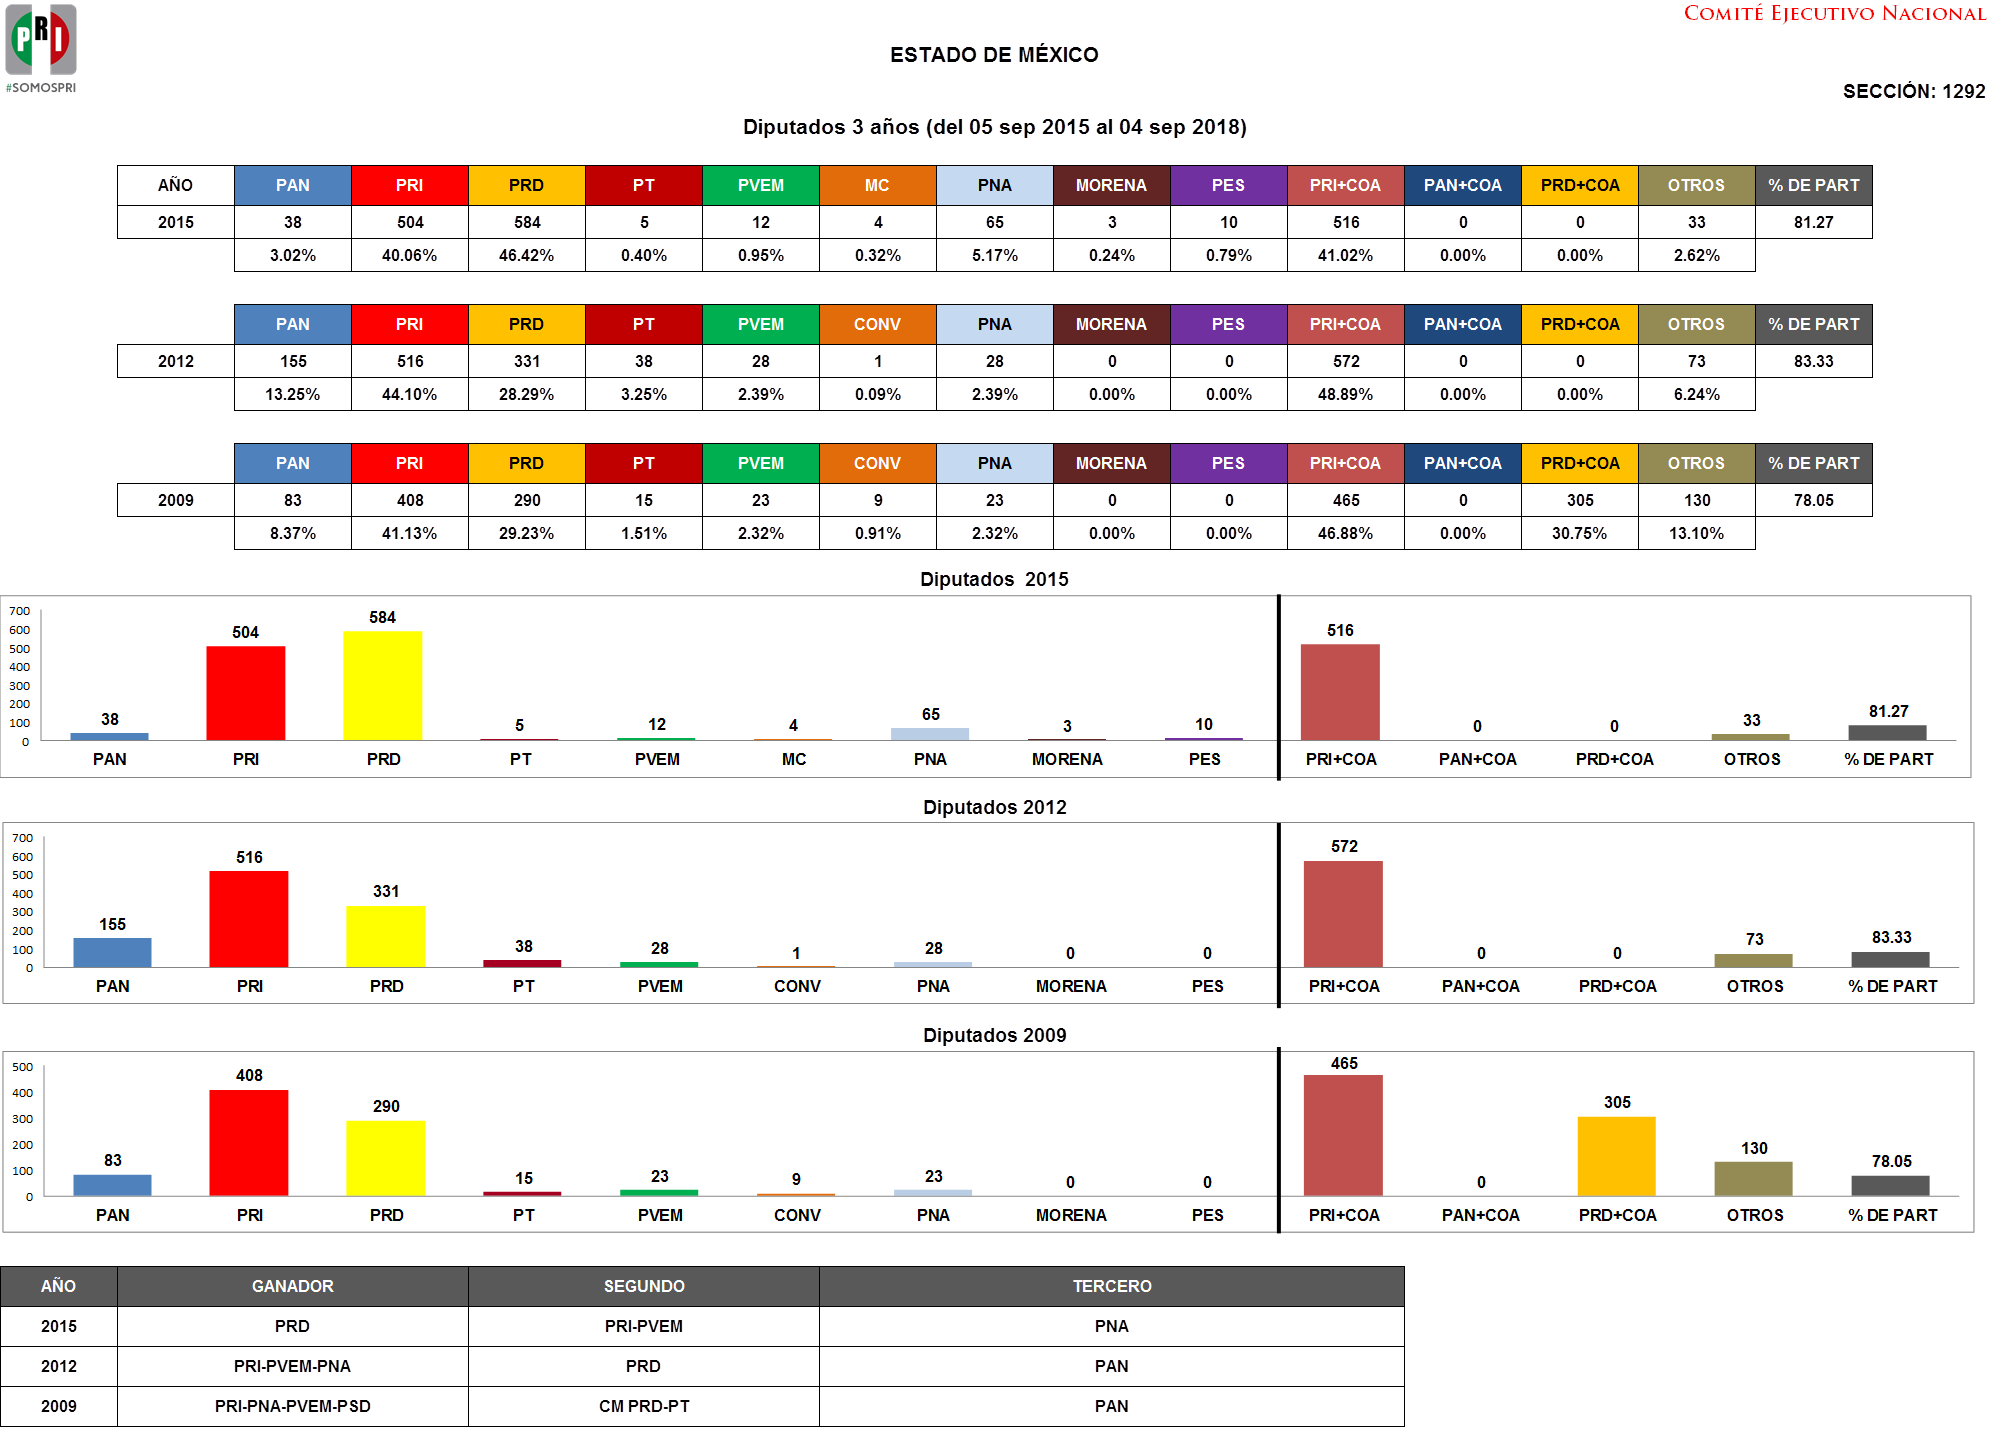 PRI
#SOMOSPRI
COMITÉ EJECUTIVO NACIONAL
ESTADO DE MÉXICO
SECCIÓN: 1292
Diputados 3 años (del 05 sep 2015 al 04 sep 2018)
AÑO PAN PRI PRD PT PVEM MC PNA MORENA PES PRI+COA PAN+COA PRD+COA OTROS % DE PART
2015 38 504 584 5 12 4 65 3 10 516 0 0 33 81.27
3.02% 40.06% 46.42% 0.40% 0.95% 0.32% 5.17% 0.24% 0.79% 41.02% 0.00% 0.00% 2.62%
PAN PRI PRD PT PVEM CONV PNA MORENA PES PRI+COA PAN+COA PRD+COA OTROS % DE PART
2012 155 516 331 38 28 1 28 0 0 572 0 0 73 83.33
13.25% 44.10% 28.29% 3.25% 2.39% 0.09% 2.39% 0.00% 0.00% 48.89% 0.00% 0.00% 6.24%
PAN PRI PRD PT PVEM CONV PNA MORENA PES PRI+COA PAN+COA PRD+COA OTROS % DE PART
2009 83 408 290 15 23 9 23 0 0 465 0 305 130 78.05
8.37% 41.13% 29.23% 1.51% 2.32% 0.91% 2.32% 0.00% 0.00% 46.88% 0.00% 30.75% 13.10%
Diputados 2015
700
600
500
400
300
200
100
0
38 504 584 5 12 4 65 3 10 516 0 0 33 81.27
PAN PRI PRD PT PVEM MC PNA MORENA PES PRI+COA PAN+COA PRD+COA OTROS % DE PART
Diputados 2012
700
600
500
400
300
200
100
0
155 516 331 38 28 1 28 0 0 572 0 0 73 83.33
PAN PRI PRD PT PVEM CONV PNA MORENA PES PRI+COA PAN+COA PRD+COA OTROS % DE PART
Diputados 2009
500
400
300
200
100
0
83 408 290 15 23 9 23 0 0 465 0 305 130 78.05
PAN PRI PRD PT PVEM CONV PNA MORENA PES PRI+COA PAN+COA PRD+COA OTROS % DE PART
AÑO GANADOR SEGUNDO TERCERO
2015 PRD PRI-PVEM PNA
2012 PRI-PVEM-PNA PRD PAN
2009 PRI-PNA-PVEM-PSD CM PRD-PT PAN